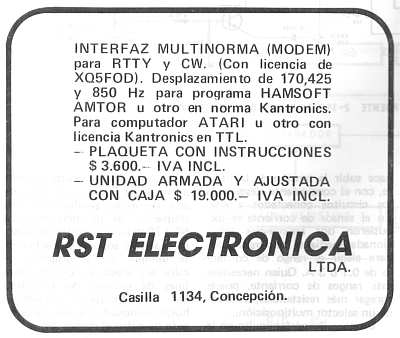 INTERFAZ MULTINORMA (MODEM)
para RTTY y CW. (Con licencia de
XQ5FOD). Desplazamiento de 170,425
y 850 Hz para programa HAMSOFT
AMTOR u otro en norma Kantronics.
Para computador ATARI u otro con
licencia Kantronics en TTL.
– PLAQUETA CON INSTRUCCIONES
$ 3.600.– IVA INCL.
– UNIDAD ARMADA Y AJUSTADA
CON CAJA $ 19.000.– IVA INCL.
RST ELECTRONICA
LTDA.
Casilla 1134, Concepción.